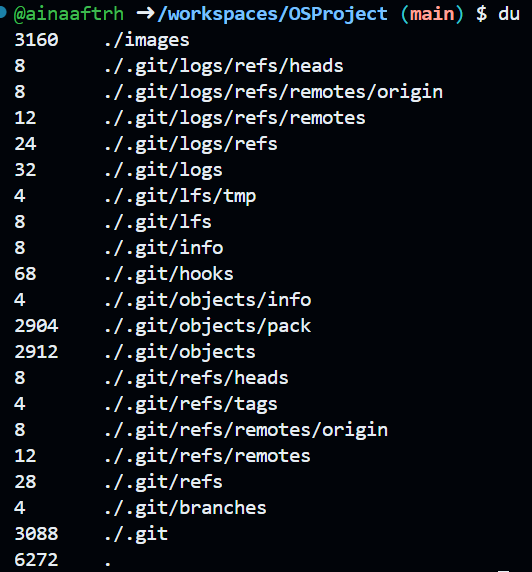 @ainaaftrh ➜/workspaces/OSProject (main) $ du
3160 ./images
8 ./.git/logs/refs/heads
8 ./.git/logs/refs/remotes/origin
12 ./.git/logs/refs/remotes
24 ./.git/logs/refs
32 ./.git/logs
4 ./.git/lfs/tmp
8 ./.git/lfs
8 ./.git/info
68 ./.git/hooks
4 ./.git/objects/info
2904 ./.git/objects/pack
2912 ./.git/objects
8 ./.git/refs/heads
4 ./.git/refs/tags
8 ./.git/refs/remotes/origin
12 ./.git/refs/remotes
28 ./.git/refs
4 ./.git/branches
3088 ./.git
6272 .